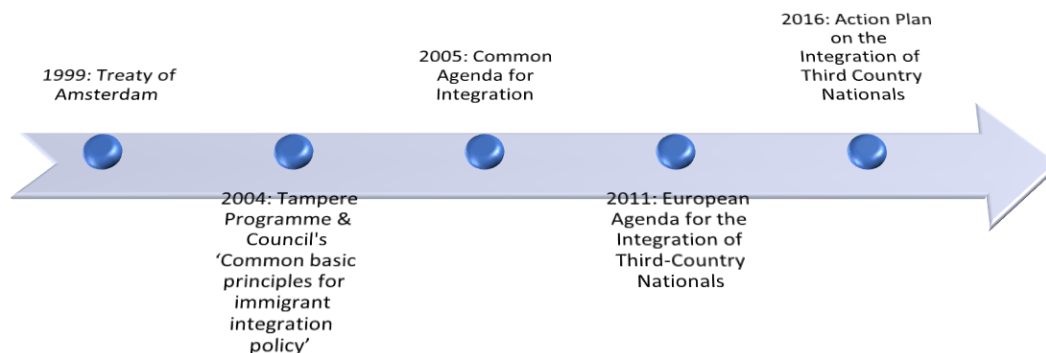 1999: Treaty of
Amsterdam
2004: Tampere
Programme &
Council's
‘Common basic
principles for
immigrant
integration
policy’
2005: Common
Agenda for
Integration
2011: European
Agenda for the
Integration of
Third-Country
Nationals
2016: Action Plan
on the
Integration of
Third Country
Nationals